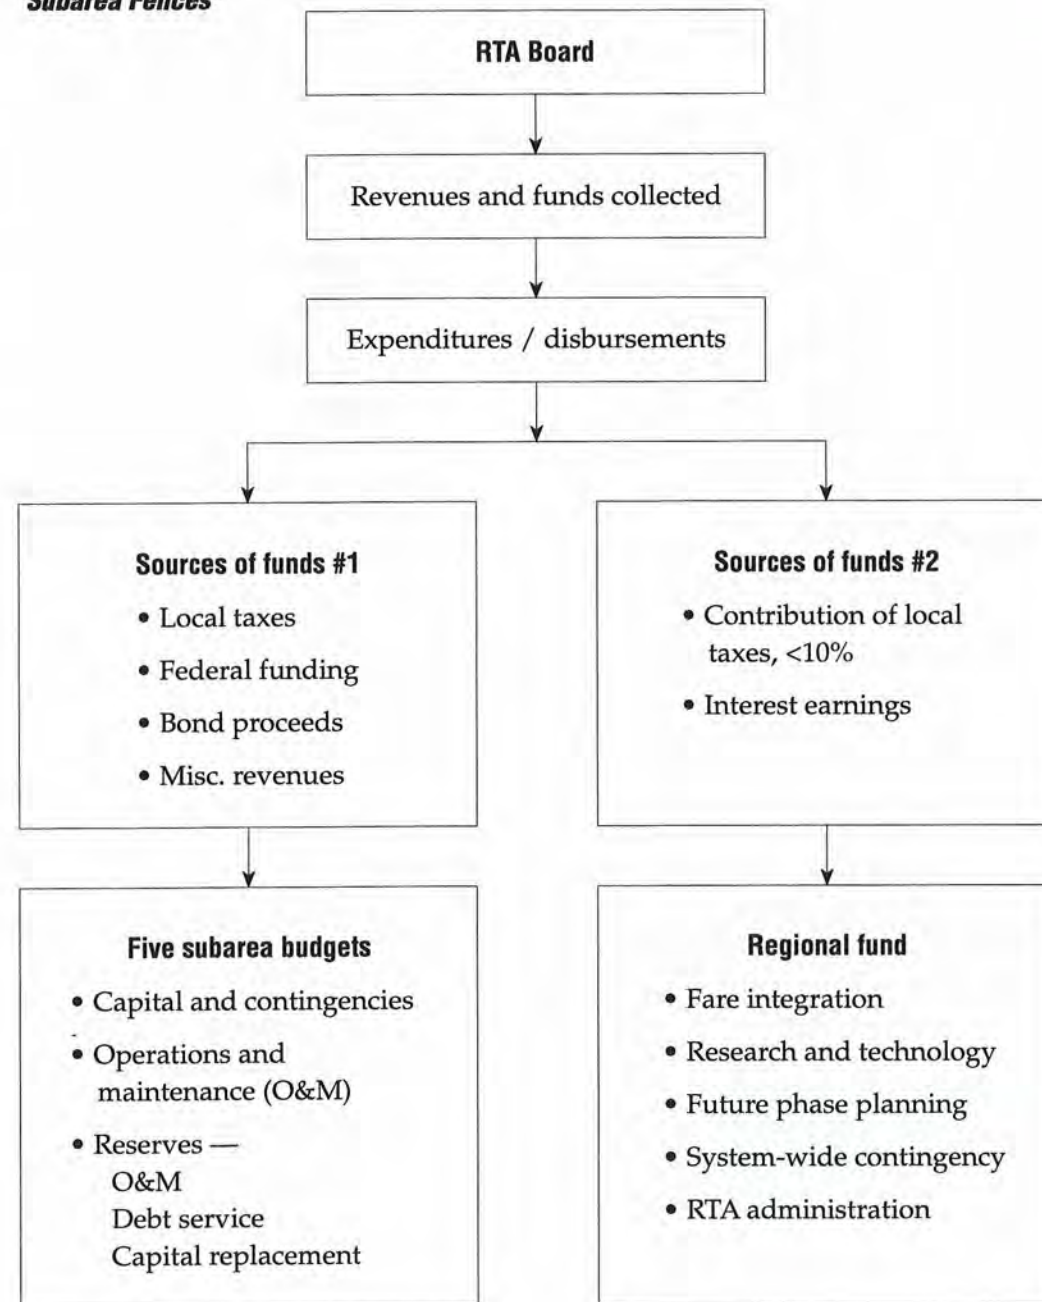 Subarea Fences
RTA Board
Revenues and funds collected
Expenditures / disbursements
Sources of funds #1
• Local taxes
• Federal funding
• Bond proceeds
• Misc. revenues
Sources of funds #2
• Contribution of local
taxes, <10%
• Interest earnings
Five subarea budgets
• Capital and contingencies
• Operations and
maintenance (O&M)
• Reserves —
O&M
Debt service
Capital replacement
Regional fund
• Fare integration
• Research and technology
• Future phase planning
• System-wide contingency
• RTA administration